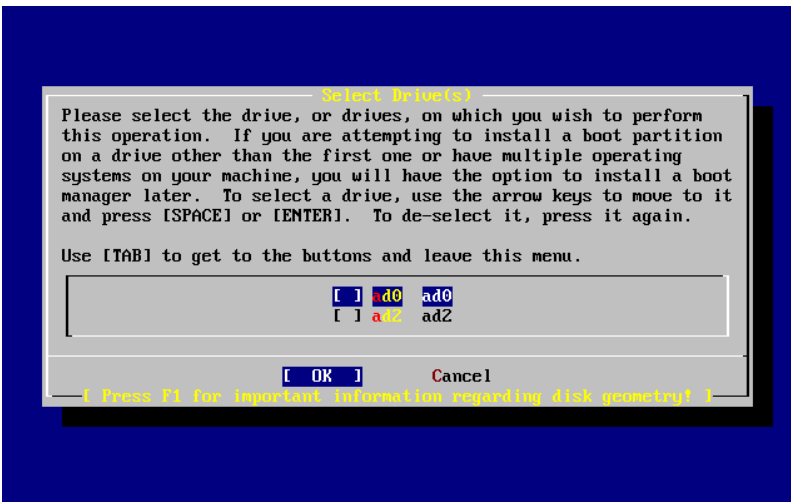 Select Drive(s)
Please select the drive, or drives, on which you wish to perform
this operation.  If you are attempting to install a boot partition
on a drive other than the first one or have multiple operating
systems on your machine, you will have the option to install a boot
manager later.  To select a drive, use the arrow keys to move to it
and press [SPACE] or [ENTER].  To de-select it, press it again.
Use [TAB] to get to the buttons and leave this menu.
[ ] ad0  ad0
[ ] ad2  ad2
[  OK  ]       Cancel
[ Press F1 for important information regarding disk geometry! ]